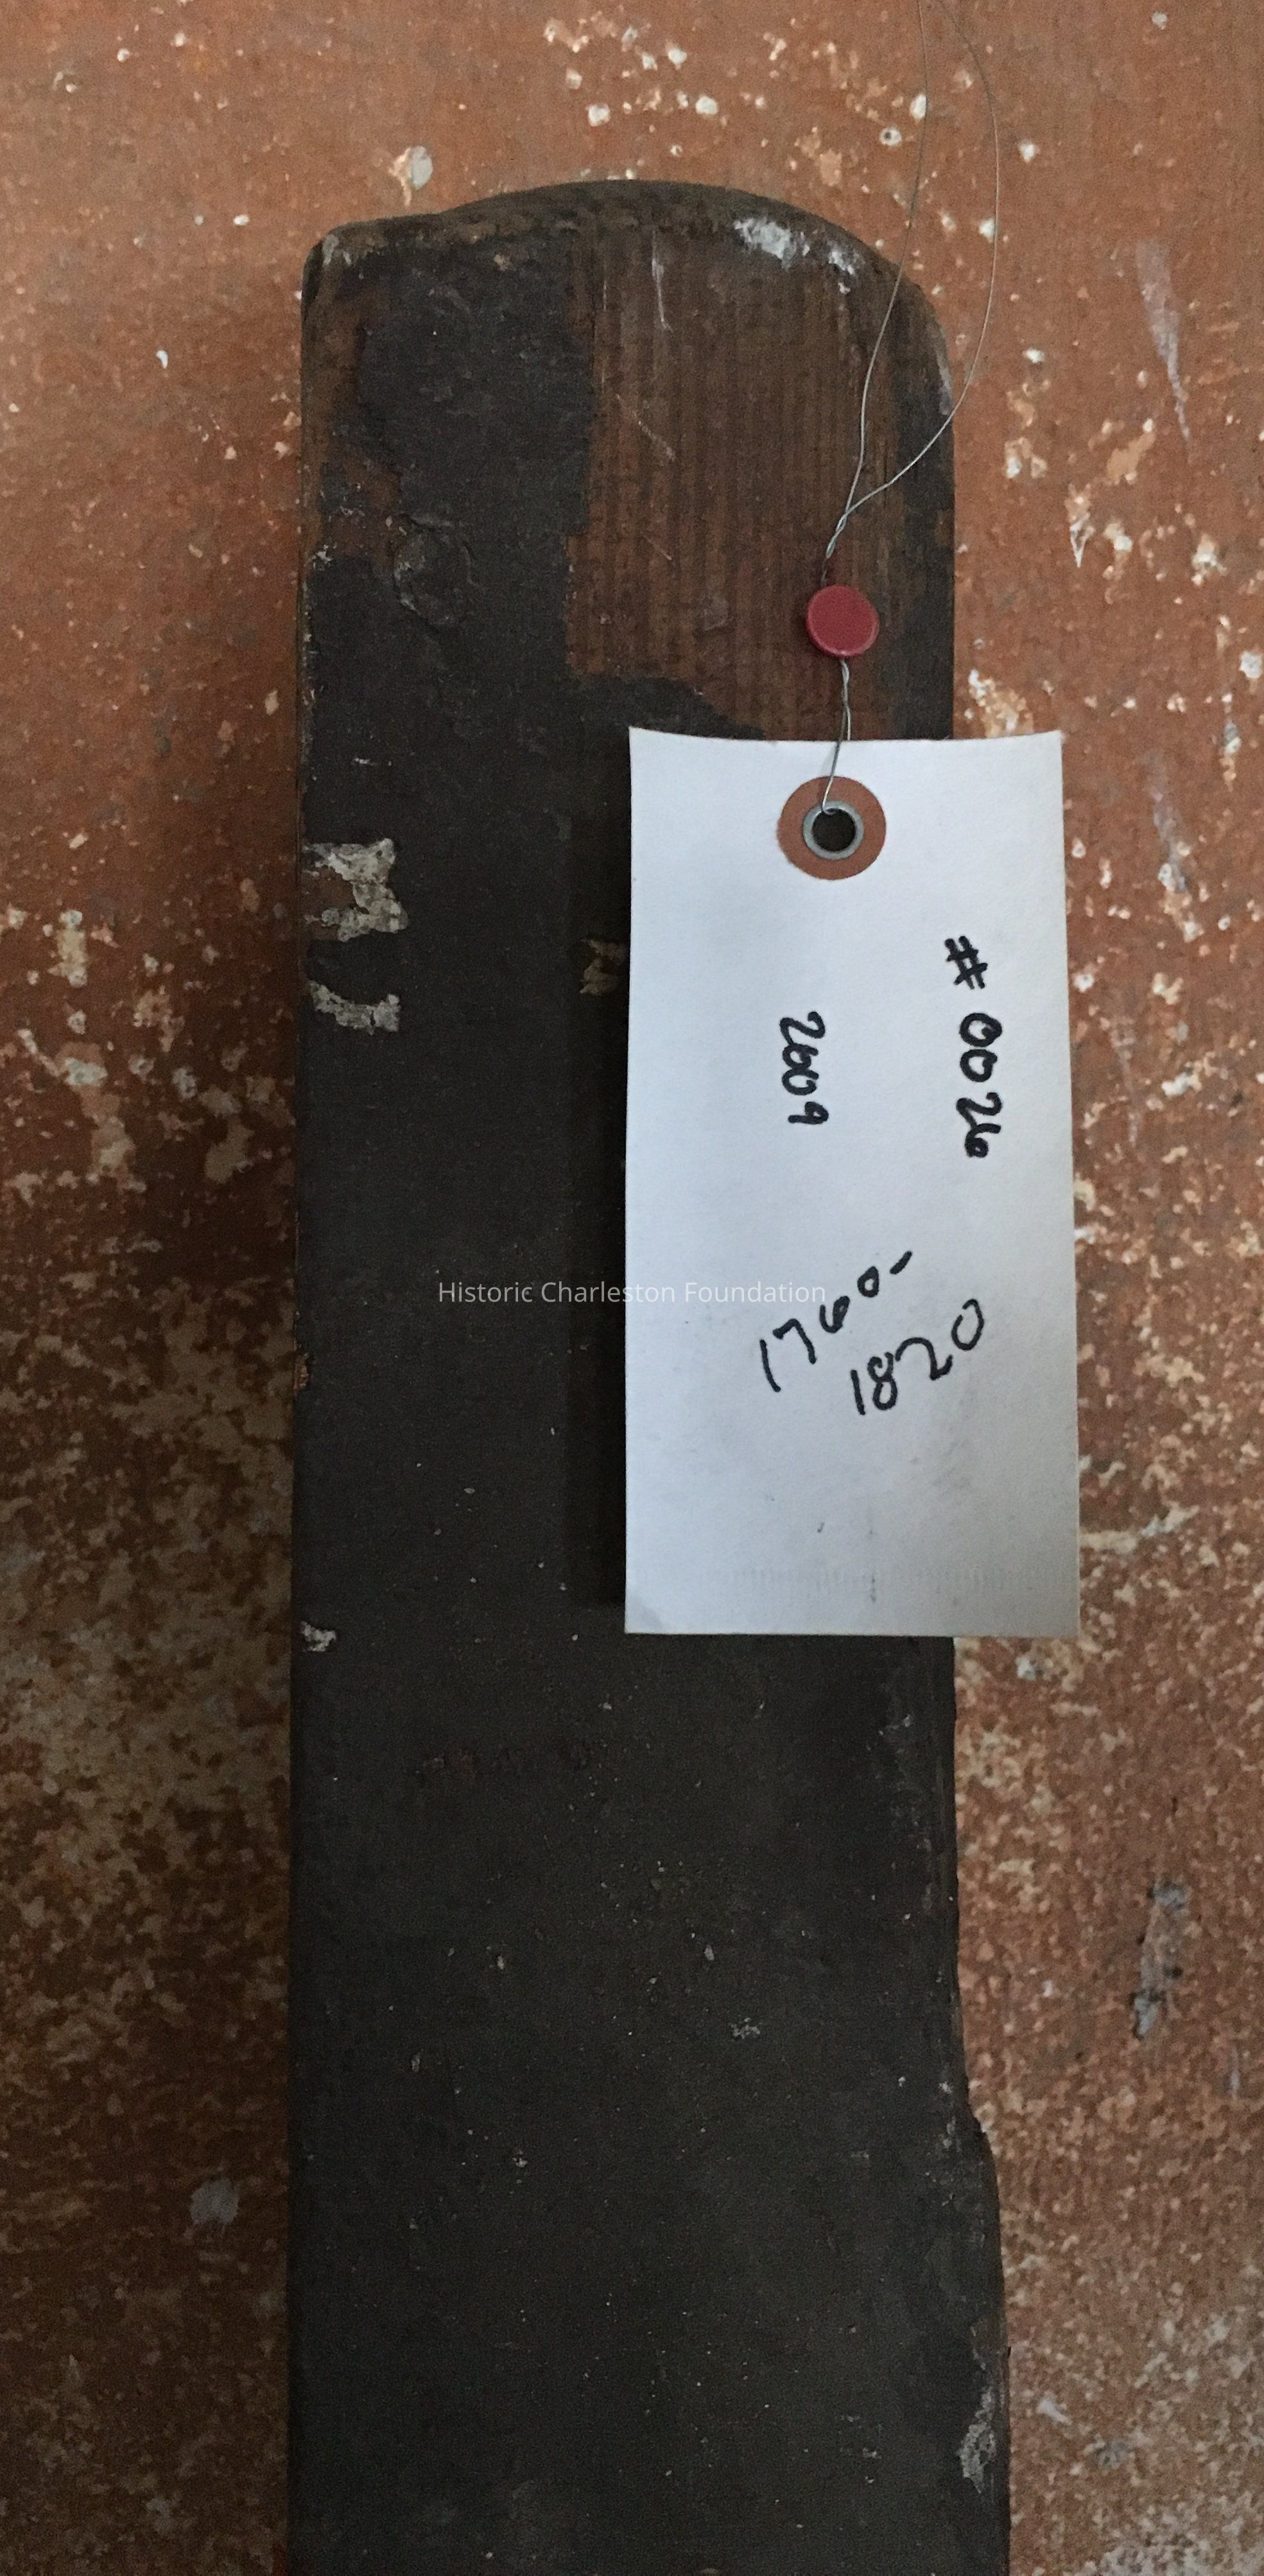 # 0026
2009
1760-
1820
Historic Charleston Foundation